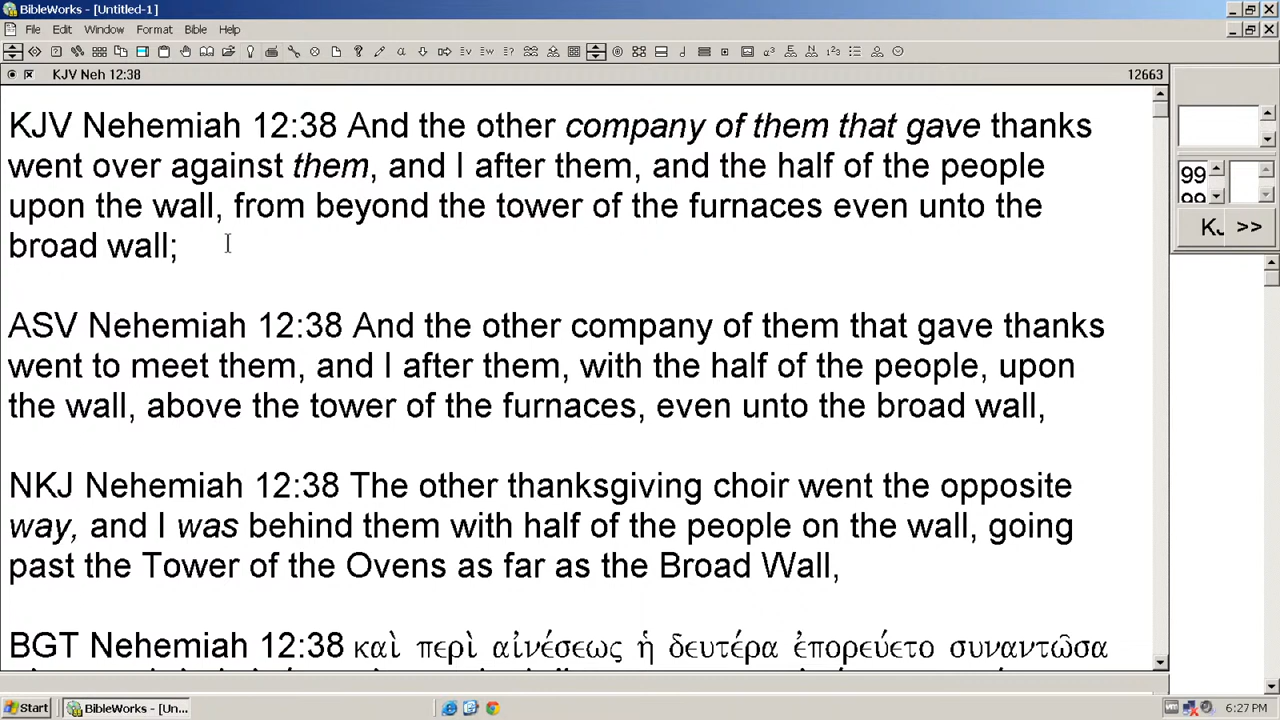 BibleWorks - [Untitled-1]
File Edit Window Format Bible Help
KJV Neh 12:38 12663
KJV Nehemiah 12:38 And the other company of them that gave thanks
went over against them, and I after them, and the half of the people
upon the wall, from beyond the tower of the furnaces even unto the
broad wall;
99
KJ >>
ASV Nehemiah 12:38 And the other company of them that gave thanks
went to meet them, and I after them, with the half of the people, upon
the wall, above the tower of the furnaces, even unto the broad wall,
NKJ Nehemiah 12:38 The other thanksgiving choir went the opposite
way, and I was behind them with half of the people on the wall, going
past the Tower of the Ovens as far as the Broad Wall,
BGT Nehemiah 12:38 καὶ περὶ αἰνέσεως ἡ δευτέρα ἐπορεύετο συναντῶσα
Start BibleWorks - [Un... 6:27 PM